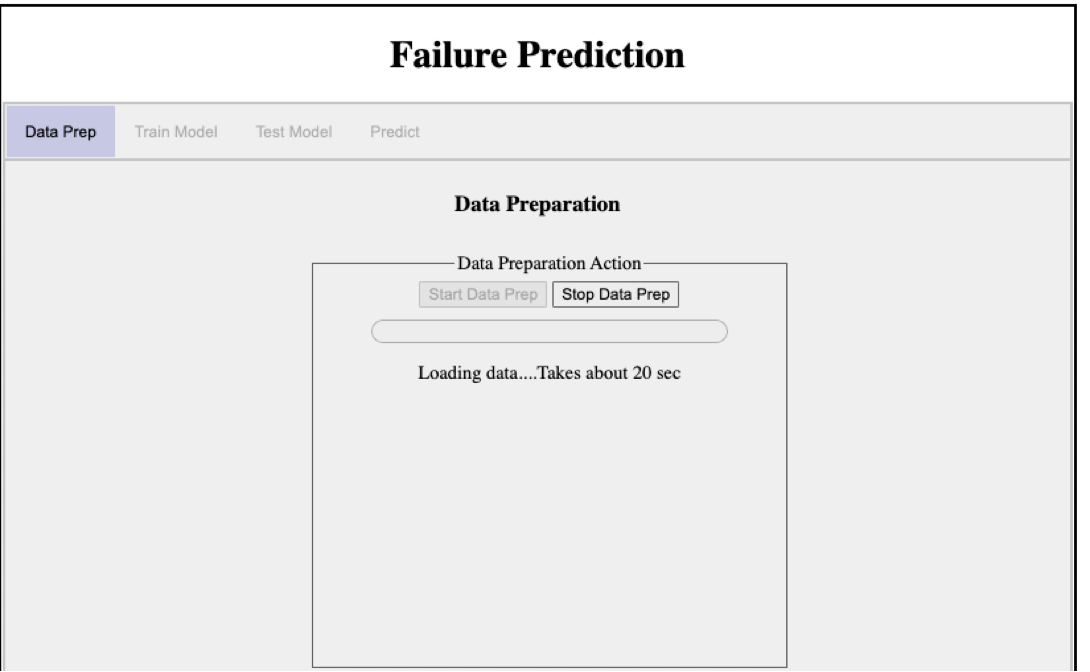 Failure Prediction
Data Prep Train Model Test Model Predict
Data Preparation
Data Preparation Action
Start Data Prep Stop Data Prep
Loading data....Takes about 20 sec